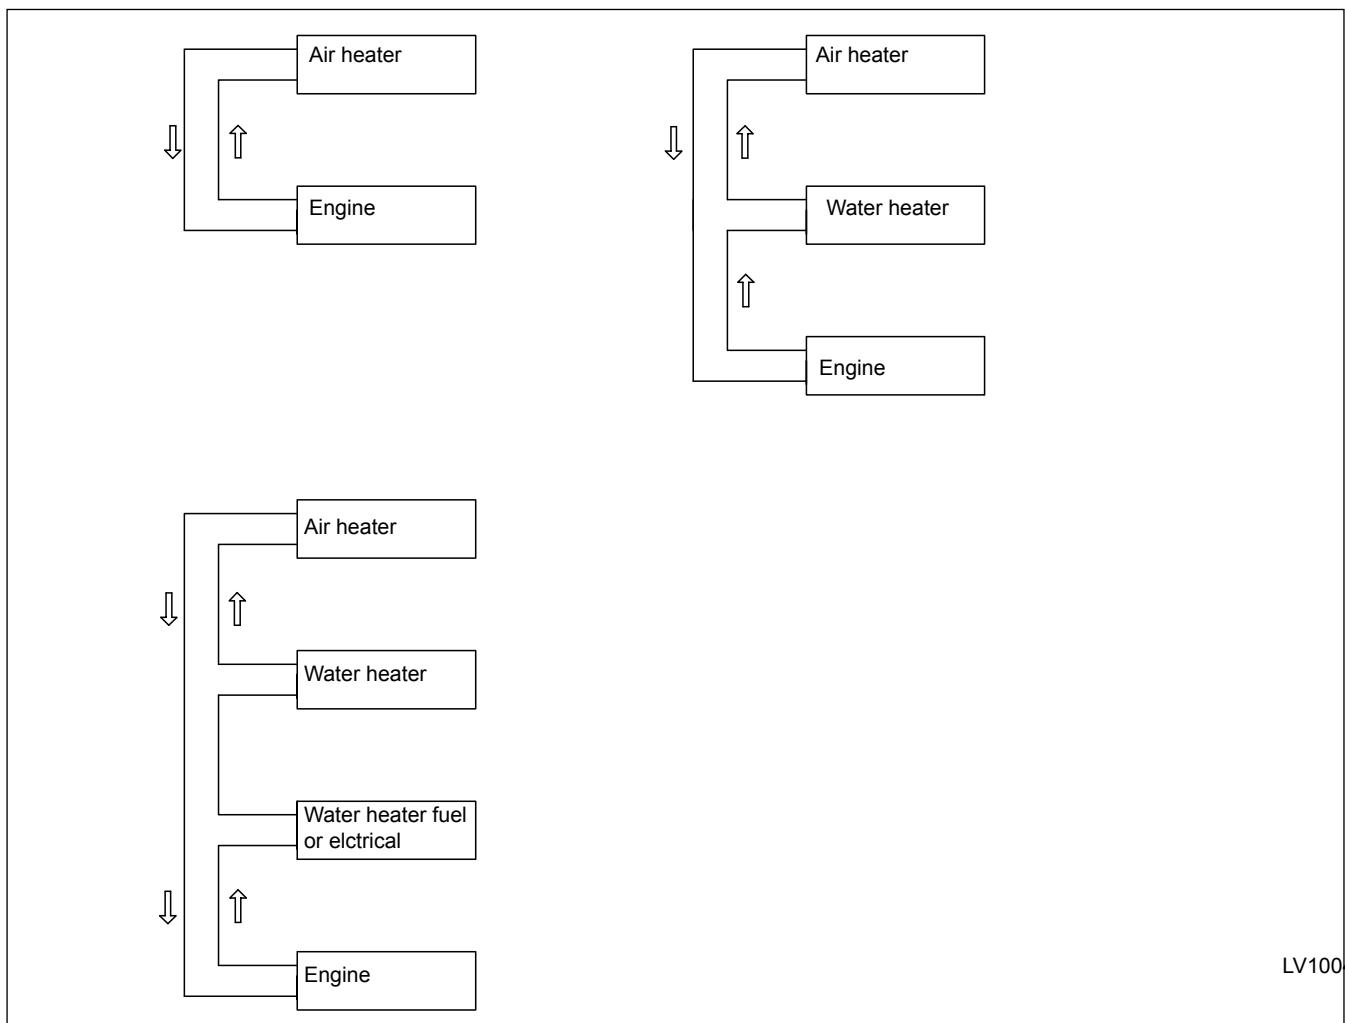 Air heater
Engine
Air heater
Water heater
Engine
Air heater
Water heater
Water heater fuel
or elctrical
Engine
LV100